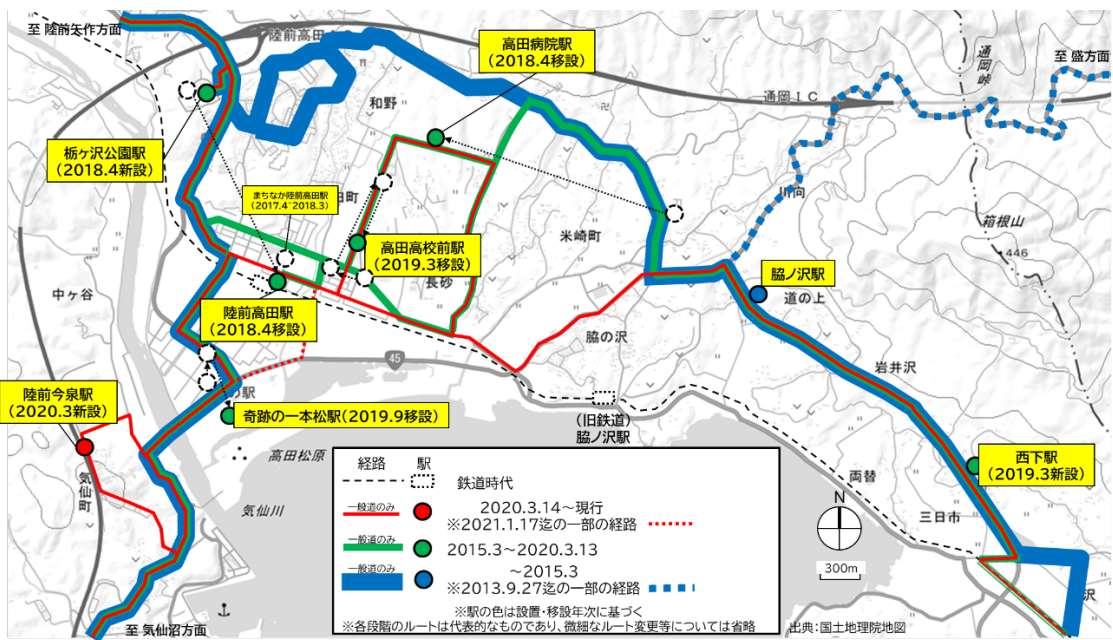 至 陸前矢作方面
陸前高田
高田病院駅
(2018.4移設)
至 盛方面
通岡峠
通岡IC
和野
栃ヶ沢公園駅
(2018.4新設)
まちなか陸前高田駅
(2017.4~2018.3)
田町
川向
箱根山
446
米崎町
高田高校前駅
(2019.3移設)
長砂
中ヶ谷
陸前高田駅
(2018.4移設)
脇ノ沢駅
道の上
脇の沢
45
岩井沢
陸前今泉駅
(2020.3新設)
の駅
奇跡の一本松駅(2019.9移設)
(旧鉄道)
脇ノ沢駅
高田松原
気仙町
気仙川
西下駅
(2019.3新設)
両替
三日市
沢
経路 駅
鉄道時代
一般道のみ 2020.3.14~現行
※2021.1.17迄の一部の経路
一般道のみ 2015.3~2020.3.13
一般道のみ ~2015.3
※2013.9.27迄の一部の経路
※駅の色は設置・移設年次に基づく
※各段階のルートは代表的なものであり、微細なルート変更等については省略
N
300m
至 気仙沼方面
出典:国土地理院地図